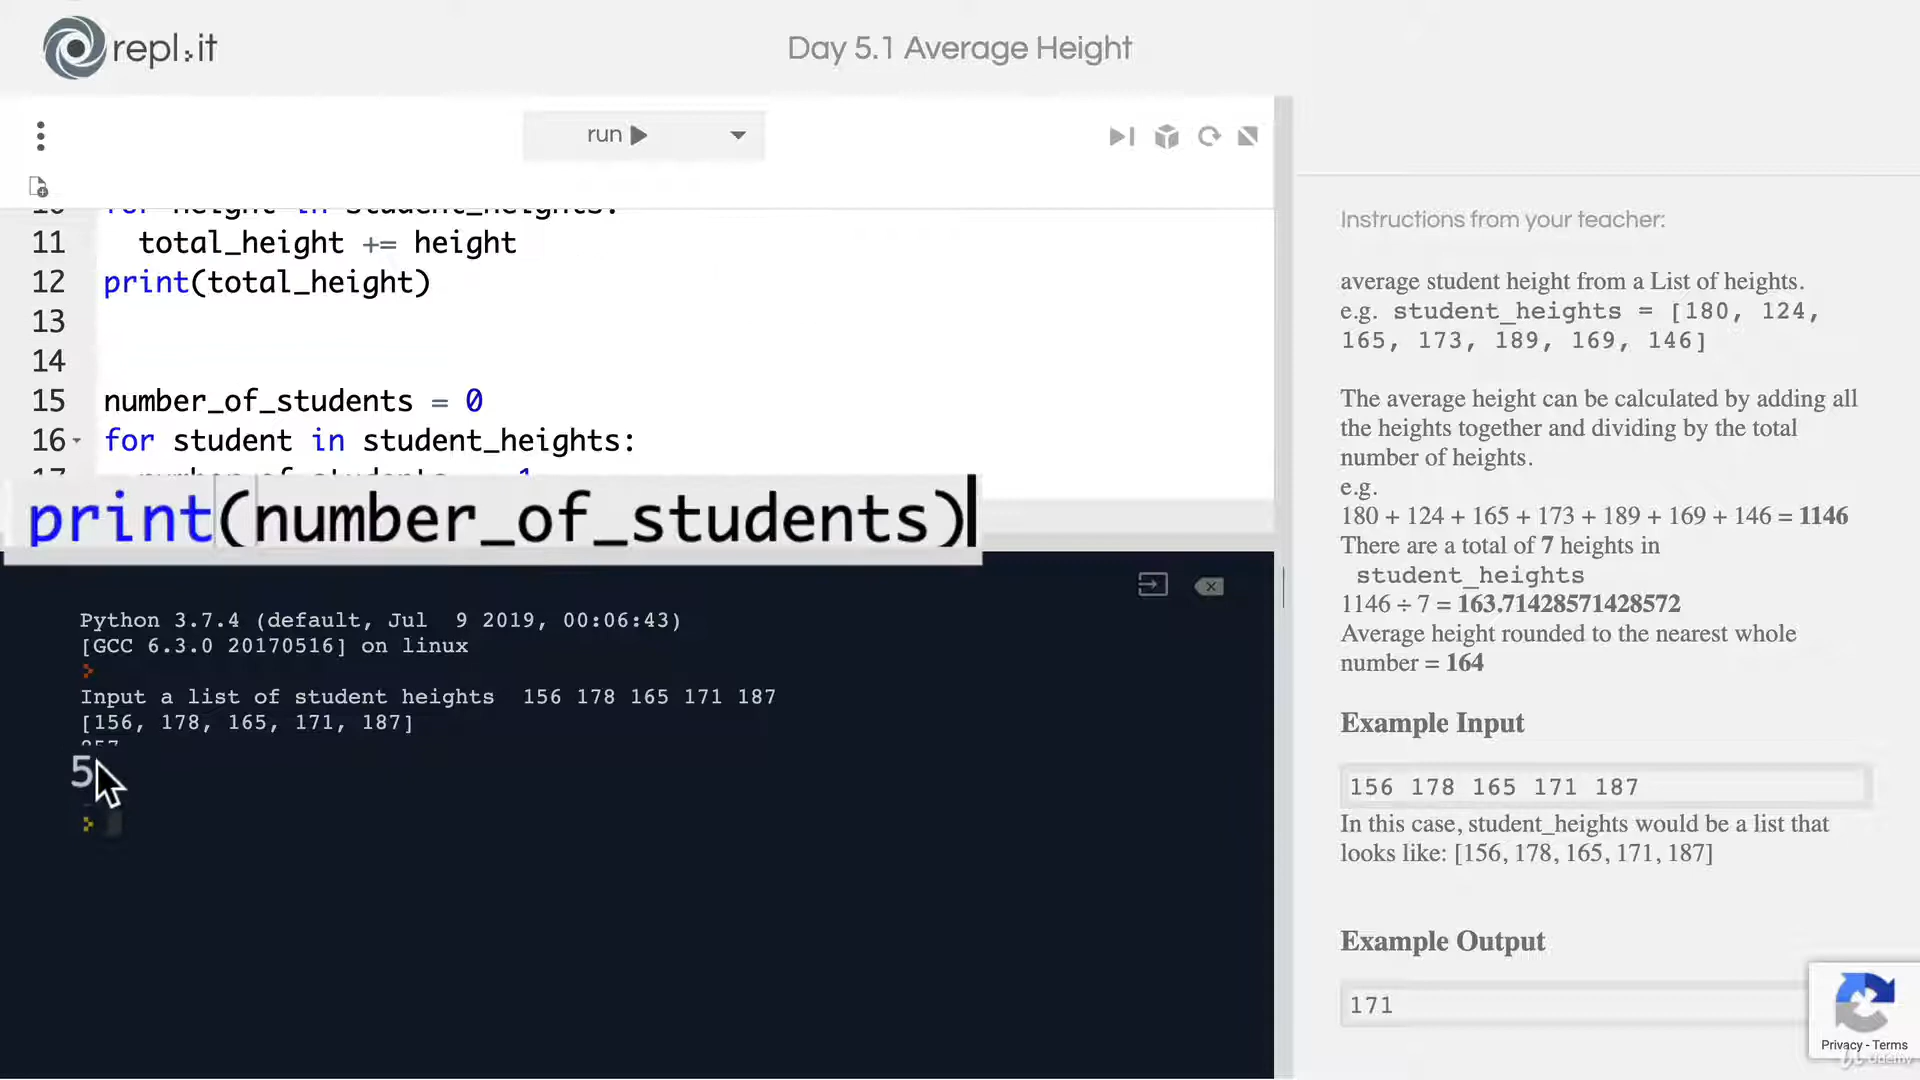 repl.it
Day 5.1 Average Height
run
for height in student_heights:
11 total_height += height
12 print(total_height)
13
14
15 number_of_students = 0
16 for student in student_heights:
print(number_of_students)
Python 3.7.4 (default, Jul 9 2019, 00:06:43)
[GCC 6.3.0 20170516] on linux
Input a list of student heights 156 178 165 171 187
[156, 178, 165, 171, 187]
857
5
Instructions from your teacher:
average student height from a List of heights.
e.g. student_heights = [180, 124,
165, 173, 189, 169, 146]
The average height can be calculated by adding all
the heights together and dividing by the total
number of heights.
e.g.
180 + 124 + 165 + 173 + 189 + 169 + 146 = 1146
There are a total of 7 heights in
student_heights
1146 ÷ 7 = 163.71428571428572
Average height rounded to the nearest whole
number = 164
Example Input
156 178 165 171 187
In this case, student_heights would be a list that
looks like: [156, 178, 165, 171, 187]
Example Output
171
Privacy - Terms
Udemy